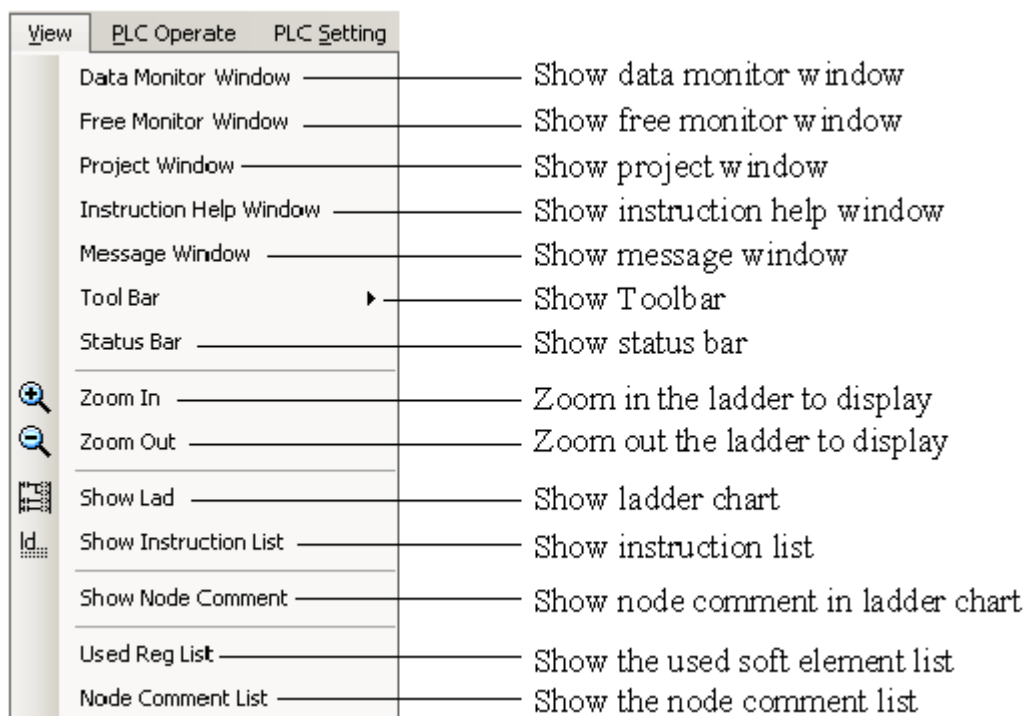 View PLC Operate PLC Setting
Data Monitor Window Show data monitor window
Free Monitor Window Show free monitor window
Project Window Show project window
Instruction Help Window Show instruction help window
Message Window Show message window
Tool Bar Show Toolbar
Status Bar Show status bar
Zoom In Zoom in the ladder to display
Zoom Out Zoom out the ladder to display
Show Lad Show ladder chart
ld... Show Instruction List Show instruction list
Show Node Comment Show node comment in ladder chart
Used Reg List Show the used soft element list
Node Comment List Show the node comment list